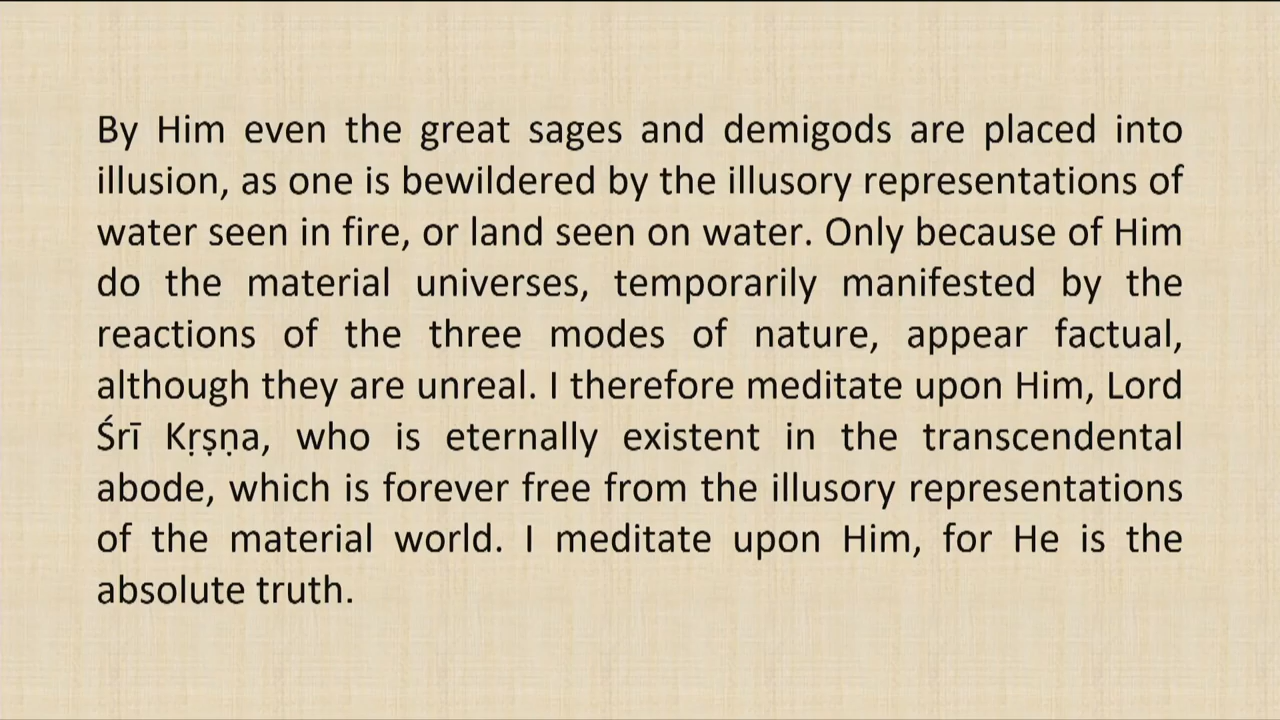 By Him even the great sages and demigods are placed into
illusion, as one is bewildered by the illusory representations of
water seen in fire, or land seen on water. Only because of Him
do the material universes, temporarily manifested by the
reactions of the three modes of nature, appear factual,
although they are unreal. I therefore meditate upon Him, Lord
Śrī Kṛṣṇa, who is eternally existent in the transcendental
abode, which is forever free from the illusory representations
of the material world. I meditate upon Him, for He is the
absolute truth.